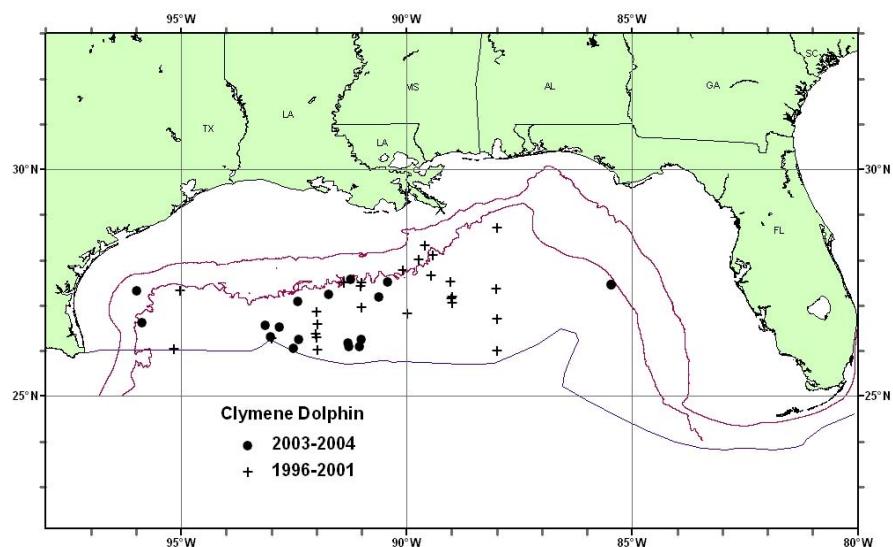 95°W 90°W 85°W
SC
MS AL GA
LA
TX
LA
30°N 30°N
FL
25°N 25°N
Clymene Dolphin
2003-2004
1996-2001
95°W 90°W 85°W 80°W